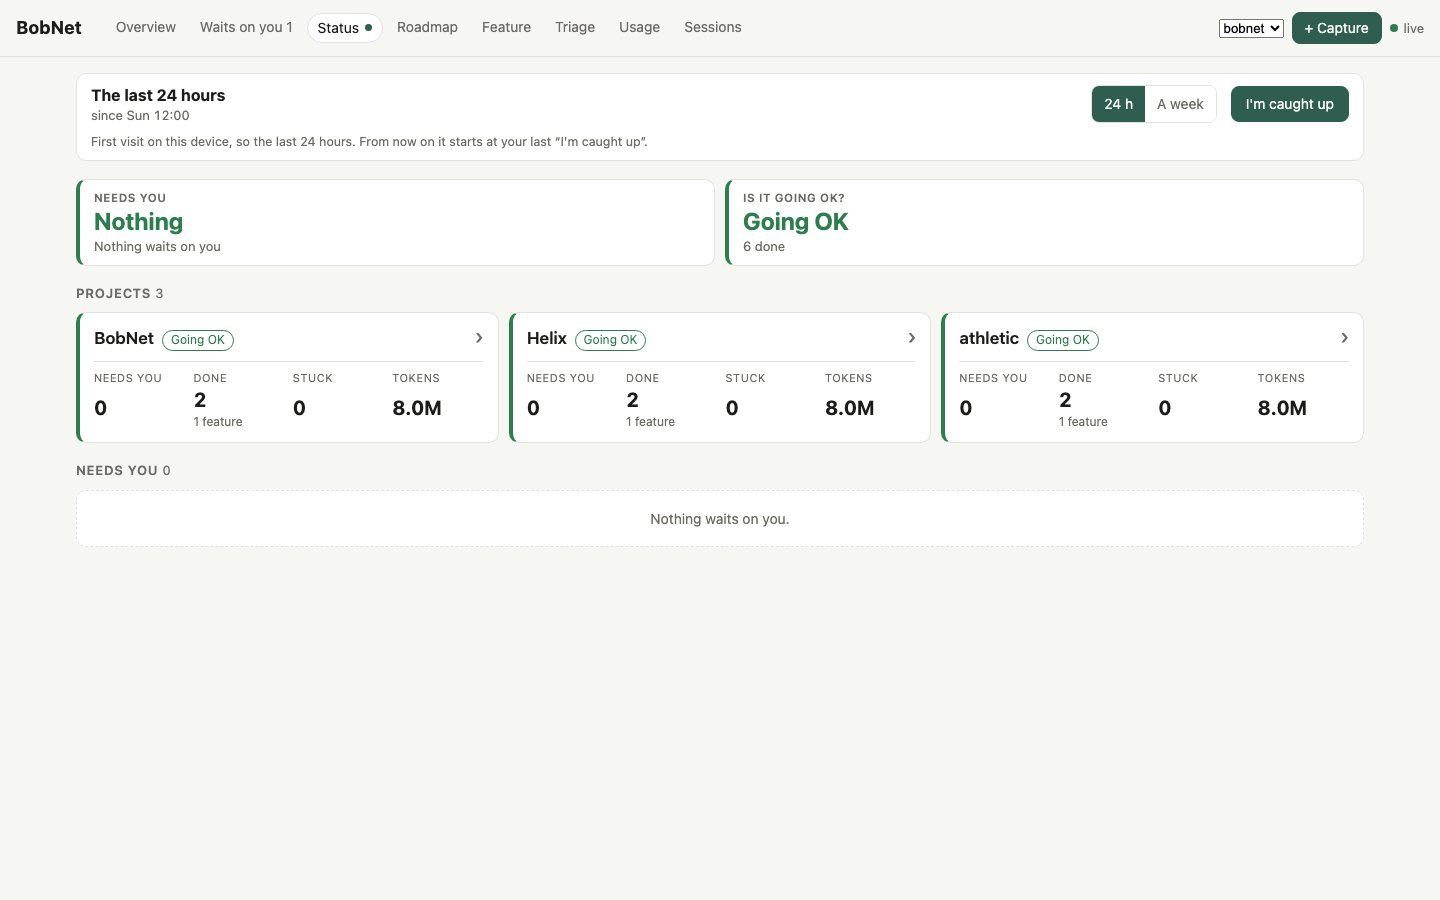 BobNet Overview Waits on you 1 Status Roadmap Feature Triage Usage Sessions bobnet + Capture live
The last 24 hours
since Sun 12:00
24 h A week I'm caught up
First visit on this device, so the last 24 hours. From now on it starts at your last “I'm caught up”.
NEEDS YOU
Nothing
Nothing waits on you
IS IT GOING OK?
Going OK
6 done
PROJECTS 3
BobNet Going OK
NEEDS YOU DONE STUCK TOKENS
0 2 0 8.0M
1 feature
Helix Going OK
NEEDS YOU DONE STUCK TOKENS
0 2 0 8.0M
1 feature
athletic Going OK
NEEDS YOU DONE STUCK TOKENS
0 2 0 8.0M
1 feature
NEEDS YOU 0
Nothing waits on you.